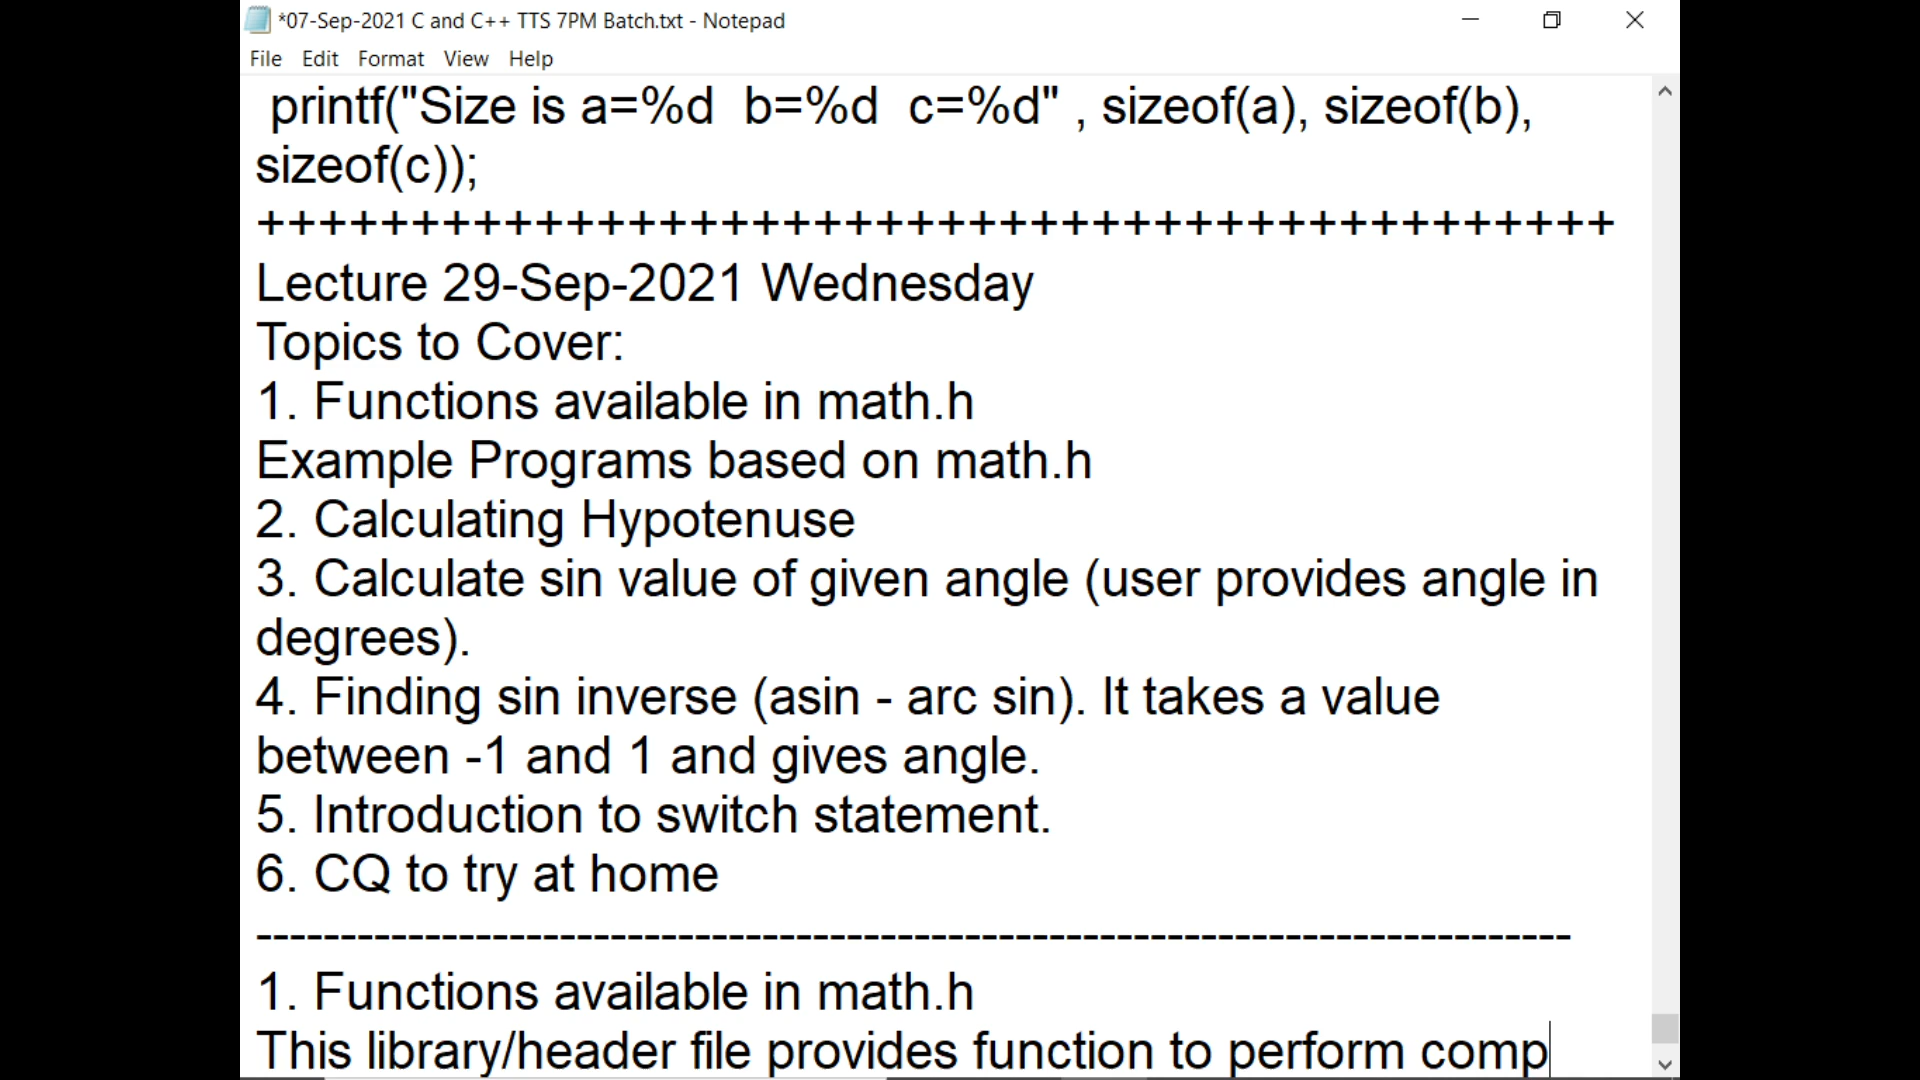 *07-Sep-2021 C and C++ TTS 7PM Batch.txt - Notepad
File Edit Format View Help
printf("Size is a=%d  b=%d  c=%d" , sizeof(a), sizeof(b),
sizeof(c));
++++++++++++++++++++++++++++++++++++++++++++
Lecture 29-Sep-2021 Wednesday
Topics to Cover:
1. Functions available in math.h
Example Programs based on math.h
2. Calculating Hypotenuse
3. Calculate sin value of given angle (user provides angle in
degrees).
4. Finding sin inverse (asin - arc sin). It takes a value
between -1 and 1 and gives angle.
5. Introduction to switch statement.
6. CQ to try at home
-------------------------------------------------------------------------------
1. Functions available in math.h
This library/header file provides function to perform comp